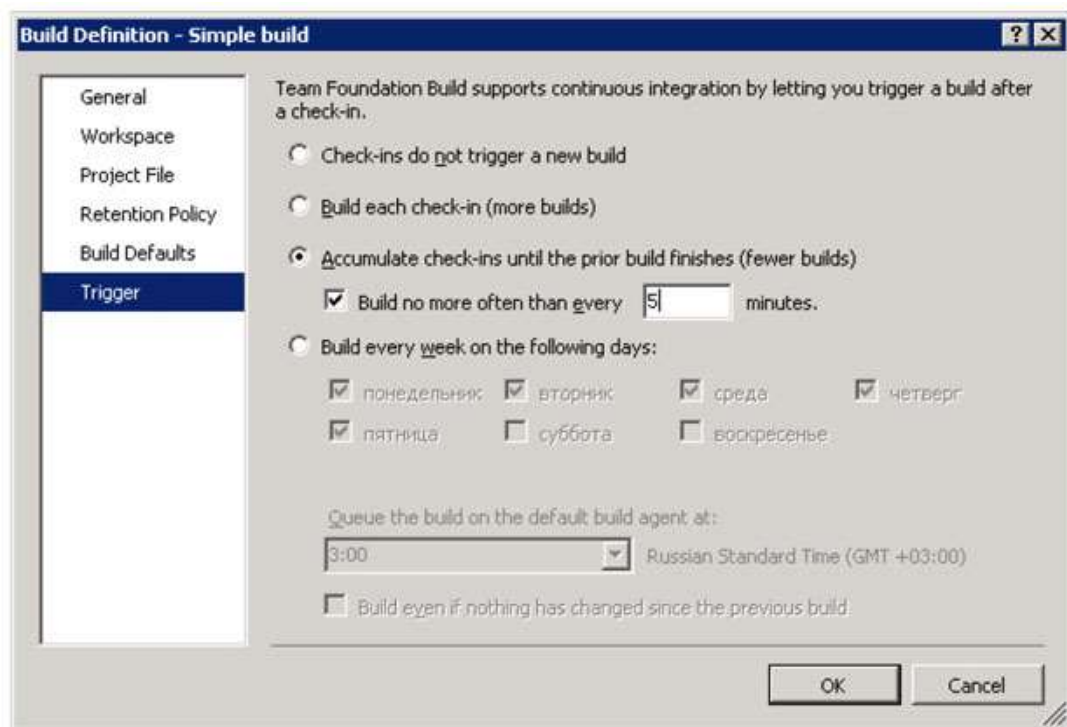 Build Definition - Simple build
General
Workspace
Project File
Retention Policy
Build Defaults
Trigger
Team Foundation Build supports continuous integration by letting you trigger a build after
a check-in.
Check-ins do not trigger a new build
Build each check-in (more builds)
Accumulate check-ins until the prior build finishes (fewer builds)
Build no more often than every 5 minutes.
Build every week on the following days:
понедельник вторник среда четверг
пятница суббота воскресенье
Queue the build on the default build agent at:
3:00 Russian Standard Time (GMT +03:00)
Build even if nothing has changed since the previous build
OK Cancel